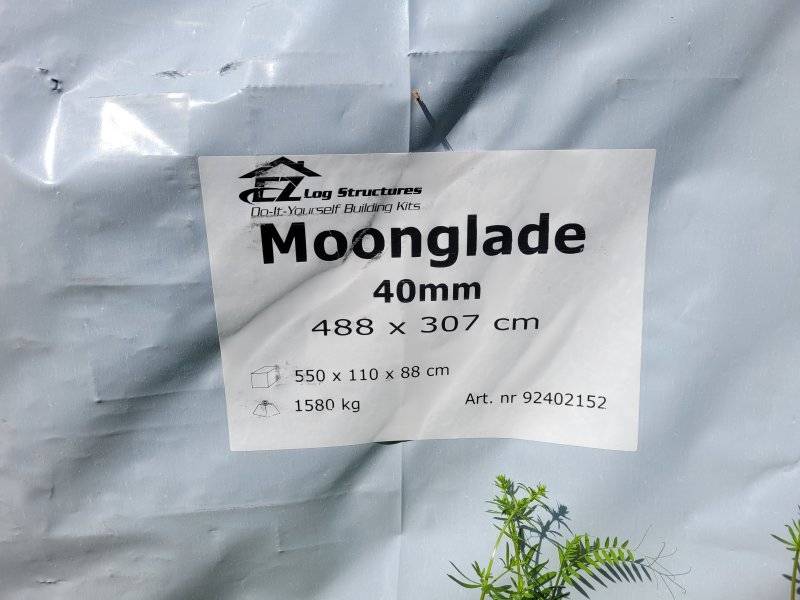 EZ Log Structures
Do-It-Yourself Building Kits
Moonglade
40mm
488 x 307 cm
550 x 110 x 88 cm
1580 kg
Art. nr 92402152